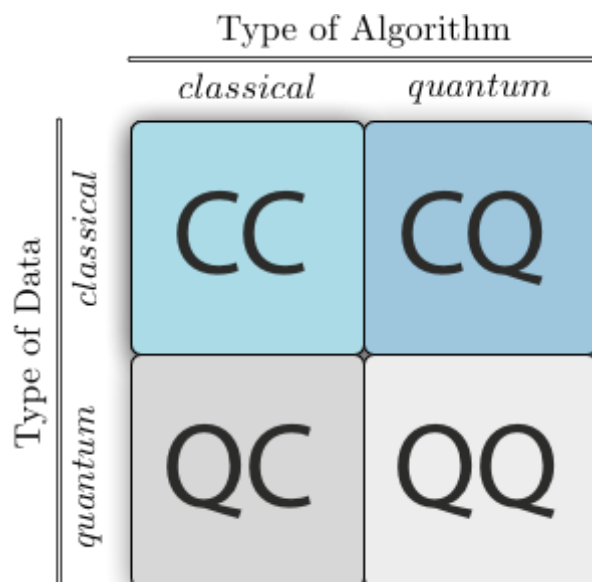 Type of Algorithm
classical quantum
Type of Data
classical
CC CQ
quantum
QC QQ